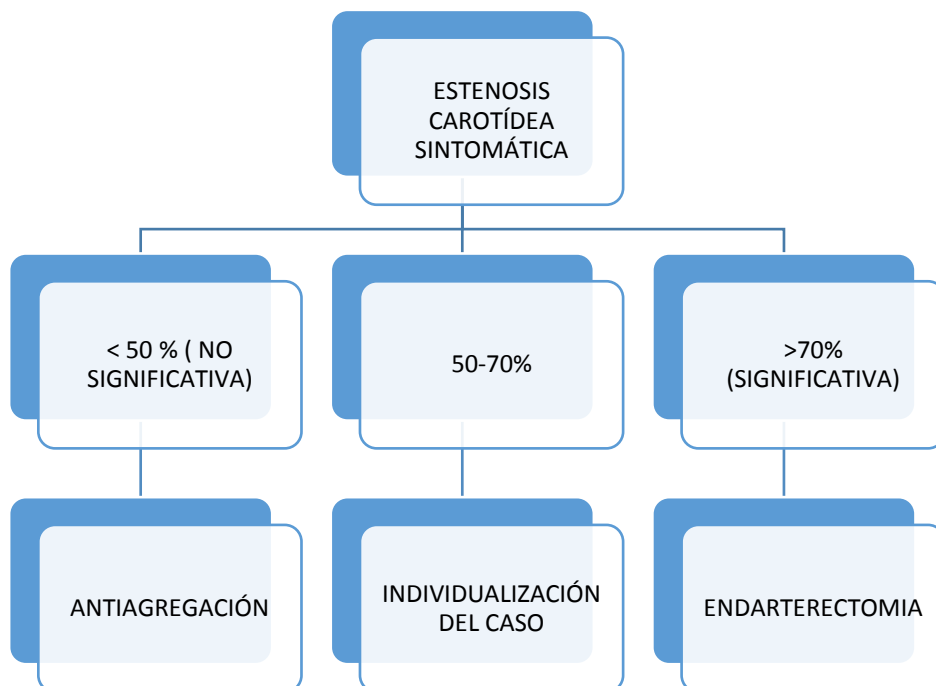 ESTENOSIS
CAROTÍDEA
SINTOMÁTICA
< 50 % ( NO
SIGNIFICATIVA)
50-70%
>70%
(SIGNIFICATIVA)
ANTIAGREGACIÓN
INDIVIDUALIZACIÓN
DEL CASO
ENDARTERECTOMIA